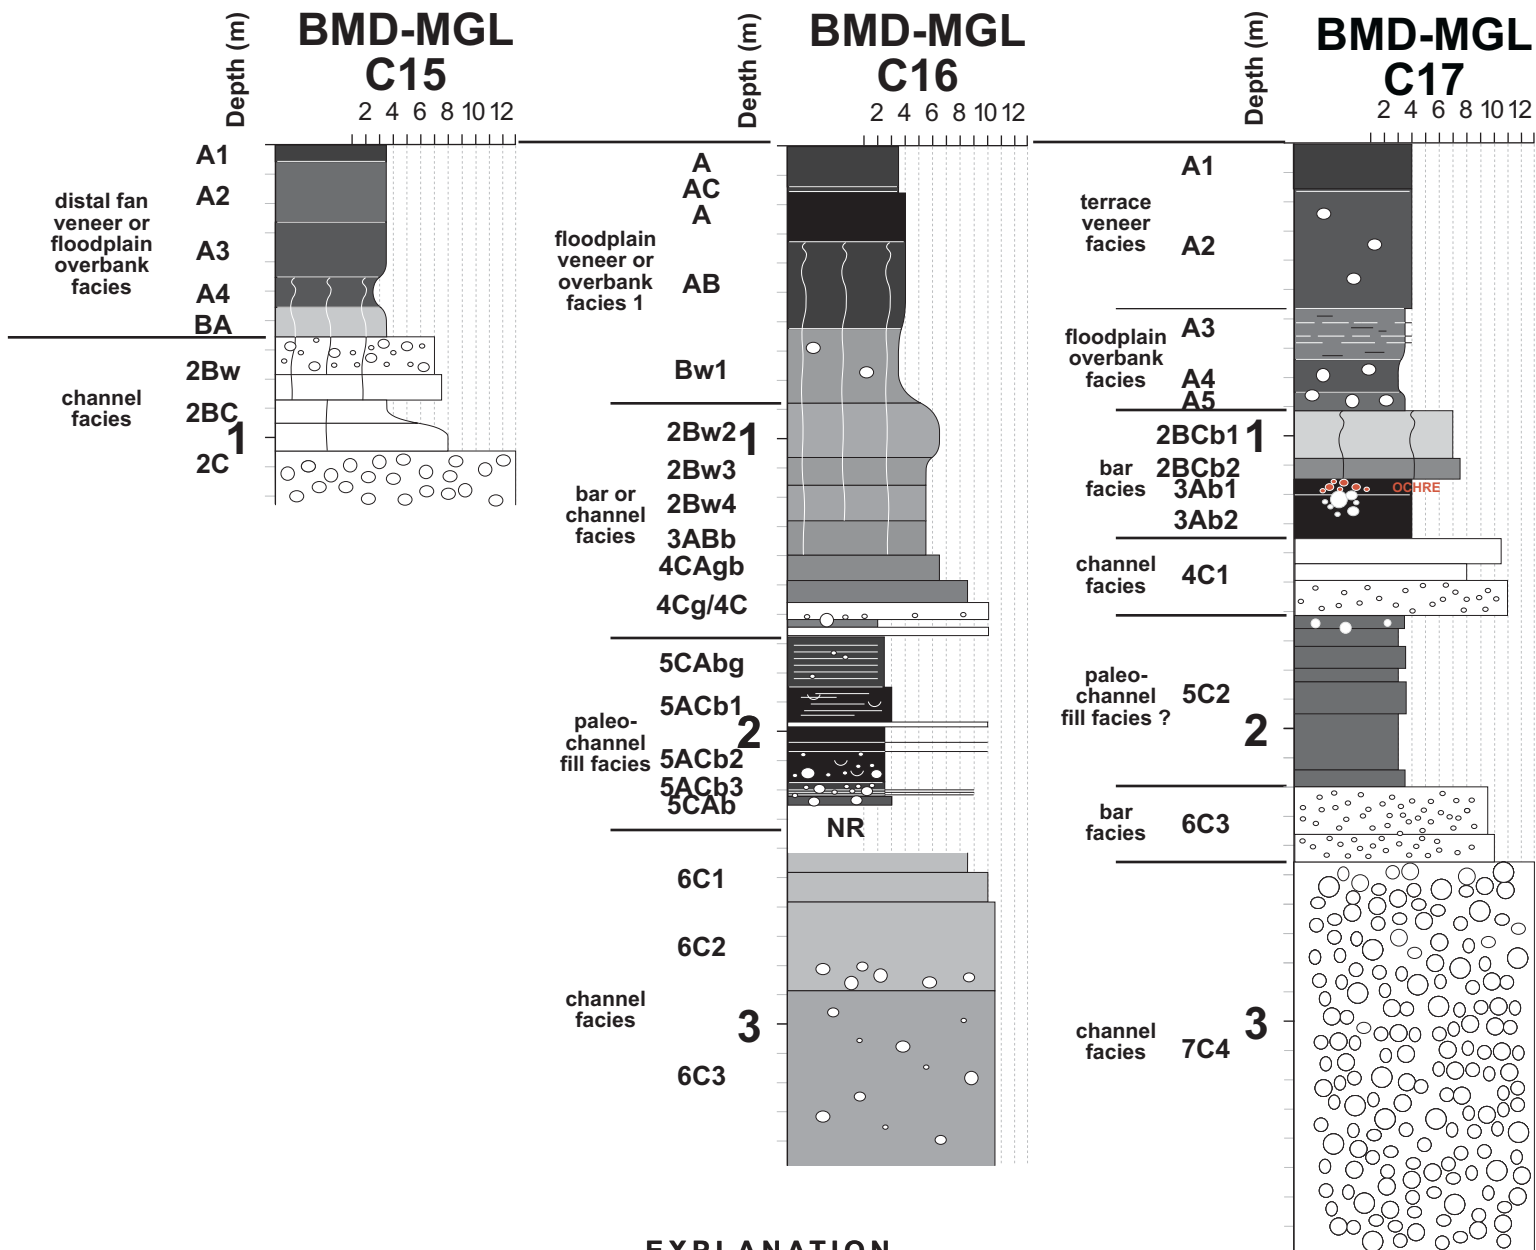 BMD-MGL
C15
Depth (m)
2 4 6 8 10 12
A1
A2
A3
A4
BA
2Bw
2BC
1
2C
distal fan
veneer or
floodplain
overbank
facies
channel
facies
BMD-MGL
C16
Depth (m)
2 4 6 8 10 12
A
AC
A
AB
Bw1
2Bw2
1
2Bw3
2Bw4
3ABb
4CAgb
4Cg/4C
5CAbg
5ACb1
2
5ACb2
5ACb3
5CAb
NR
6C1
6C2
3
6C3
floodplain
veneer or
overbank
facies 1
bar or
channel
facies
paleo-
channel
fill facies
channel
facies
BMD-MGL
C17
Depth (m)
2 4 6 8 10 12
A1
A2
A3
A4
A5
2BCb1
1
2BCb2
3Ab1
OCHRE
3Ab2
4C1
5C2
2
6C3
3
7C4
terrace
veneer
facies
floodplain
overbank
facies
bar
facies
channel
facies
paleo-
channel
fill facies ?
bar
facies
channel
facies
EXPLANATION